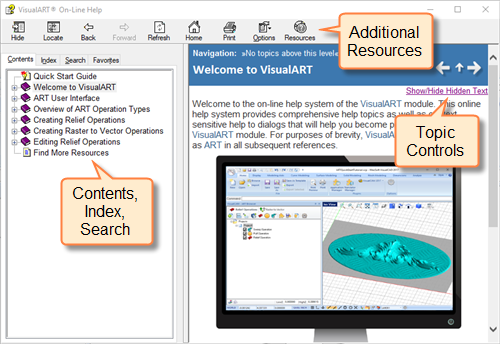 VisualART® On-Line Help
Hide Locate Back Forward Refresh Home Print Options Resources
Additional
Resources
Contents Index Search Favorites
Quick Start Guide
Welcome to VisualART
ART User Interface
Overview of ART Operation Types
Creating Relief Operations
Creating Raster to Vector Operations
Editing Relief Operations
Find More Resources
Contents,
Index,
Search
Navigation: »No topics above this level«
Welcome to VisualART
Show/Hide Hidden Text
Welcome to the on-line help system of the VisualART module. This online
help system provides comprehensive help topics as well as
sensitive help to dialogs that will help you become
VisualART module. For purposes of brevity,
as ART in all subsequent references.
Topic
Controls